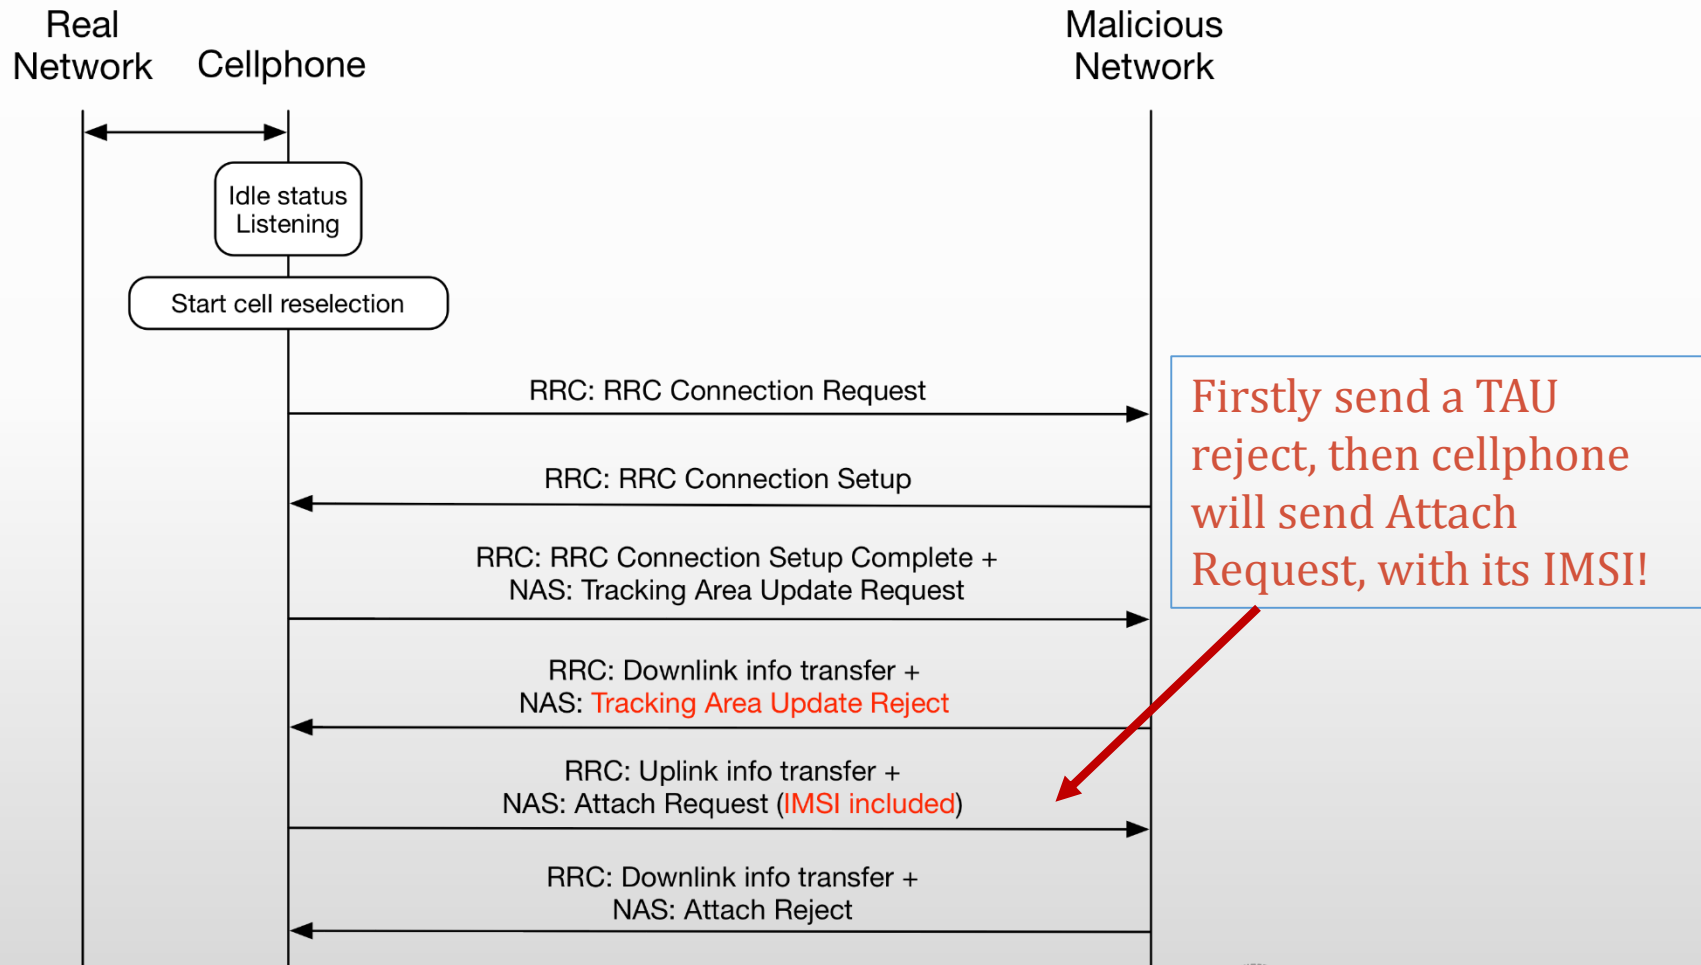 Real
Network
Cellphone
Malicious
Network
Idle status
Listening
Start cell reselection
RRC: RRC Connection Request
RRC: RRC Connection Setup
RRC: RRC Connection Setup Complete +
NAS: Tracking Area Update Request
RRC: Downlink info transfer +
NAS: Tracking Area Update Reject
RRC: Uplink info transfer +
NAS: Attach Request (IMSI included)
RRC: Downlink info transfer +
NAS: Attach Reject
Firstly send a TAU
reject, then cellphone
will send Attach
Request, with its IMSI!